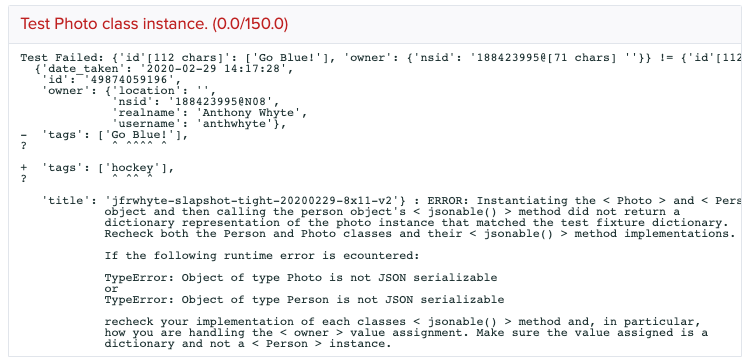 Test Photo class instance. (0.0/150.0)
Test Failed: {'id'[112 chars]': ['Go Blue!'], 'owner': {'nsid': '188423995@[71 chars] ''}} != {'id'[112
{'date_taken': '2020-02-29 14:17:28',
'id': '49874059196',
'owner': {'location': '',
'nsid': '188423995@N08',
'realname': 'Anthony Whyte',
'username': 'anthwhyte'},
- 'tags': ['Go Blue!'],
? ^ ^^^^ ^
+ 'tags': ['hockey'],
? ^ ^^ ^
'title': 'jfrwhyte-slapshot-tight-20200229-8x11-v2'} : ERROR: Instantiating the < Photo > and < Pers
object and then calling the person object's < jsonable() > method did not return a
dictionary representation of the photo instance that matched the test fixture dictionary.
Recheck both the Person and Photo classes and their < jsonable() > method implementations.
If the following runtime error is ecountered:
TypeError: Object of type Photo is not JSON serializable
or
TypeError: Object of type Person is not JSON serializable
recheck your implementation of each classes < jsonable() > method and, in particular,
how you are handling the < owner > value assignment. Make sure the value assigned is a
dictionary and not a < Person > instance.